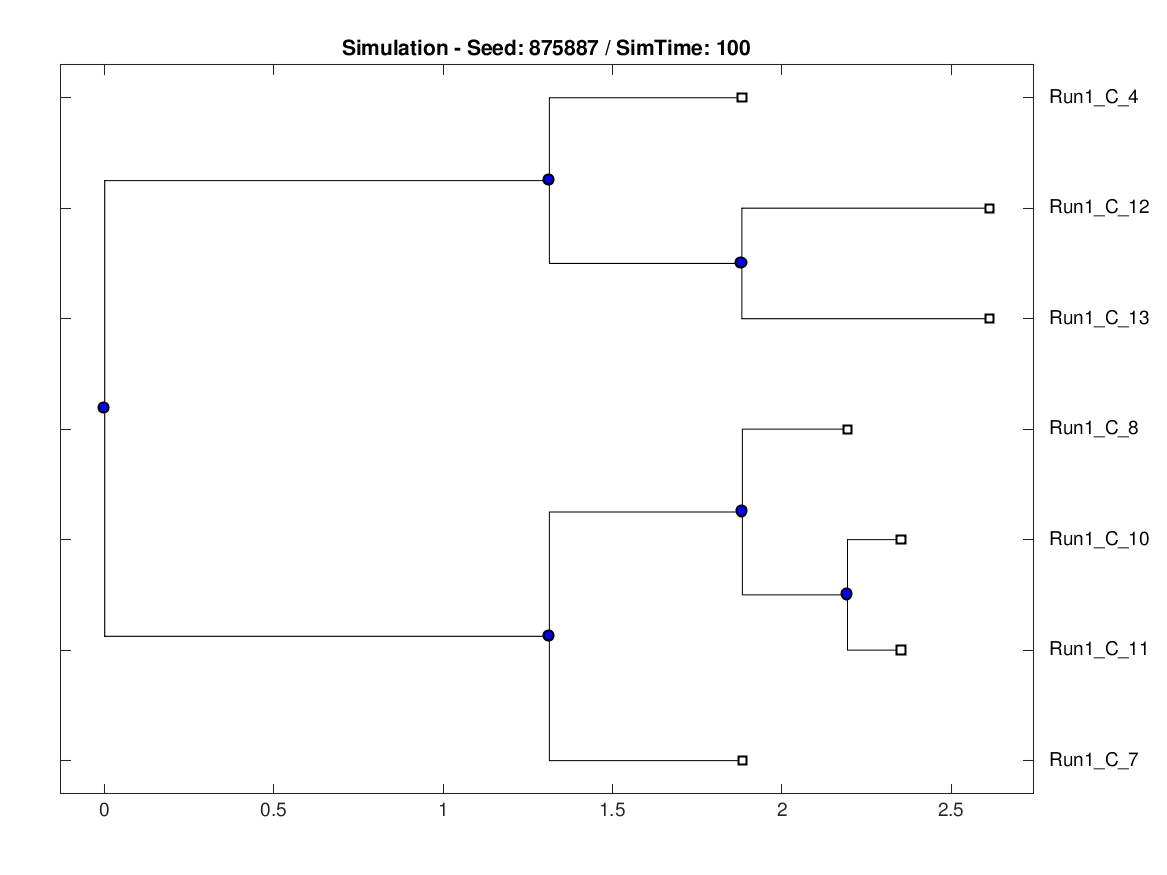 Simulation - Seed: 875887 / SimTime: 100
Run1_C_4
Run1_C_12
Run1_C_13
Run1_C_8
Run1_C_10
Run1_C_11
Run1_C_7
0 0.5 1 1.5 2 2.5